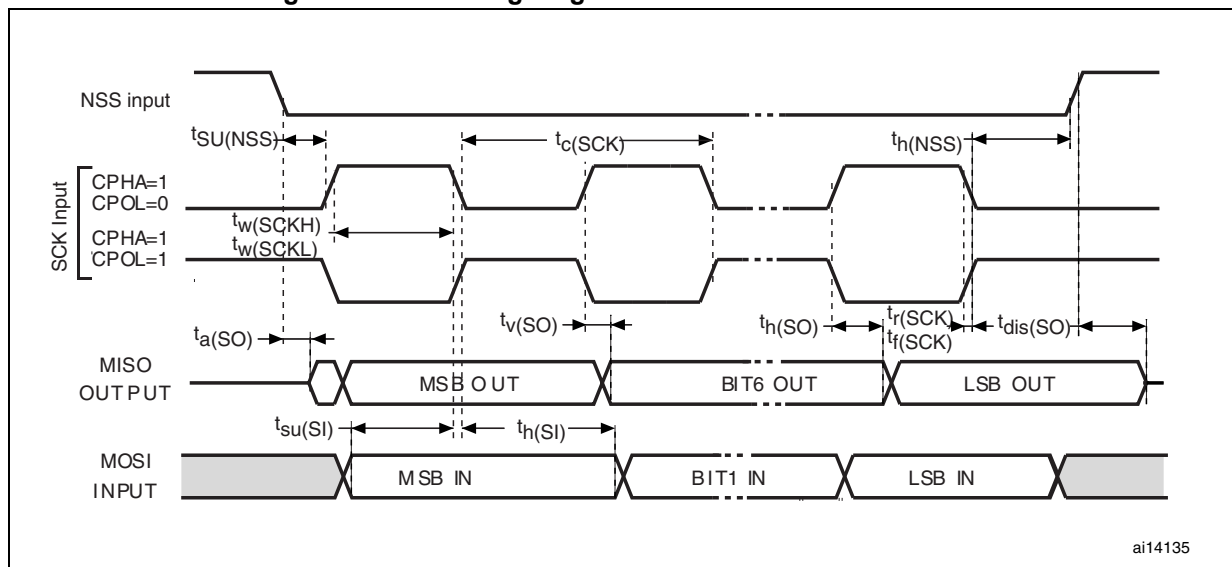 NSS input
tSU(NSS)
tc(SCK)
th(NSS)
SCK Input
CPHA=1
CPOL=0
tw(SCKH)
tw(SCKL)
CPHA=1
CPOL=1
ta(SO)
tv(SO)
th(SO)
tr(SCK)
tf(SCK)
tdis(SO)
MISO
OUTPUT
MSB OUT
BIT6 OUT
LSB OUT
tsu(SI)
th(SI)
MOSI
INPUT
MSB IN
BIT1 IN
LSB IN
ai14135